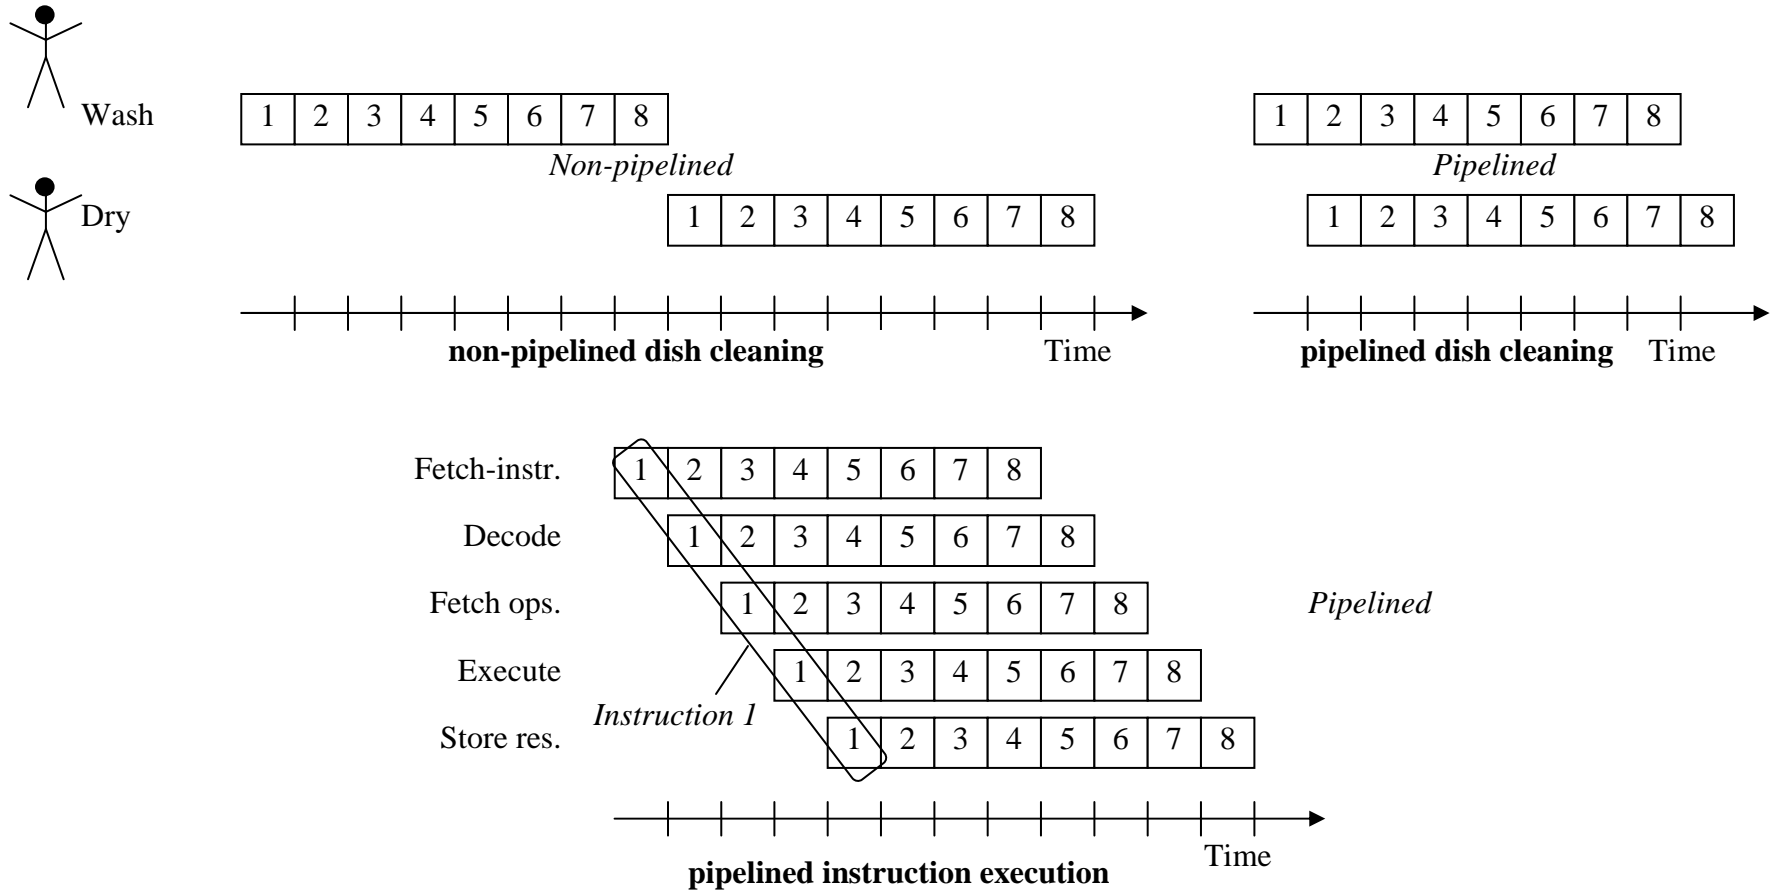 Wash 1 2 3 4 5 6 7 8 1 2 3 4 5 6 7 8
Non-pipelined Pipelined
Dry 1 2 3 4 5 6 7 8 1 2 3 4 5 6 7 8
non-pipelined dish cleaning Time pipelined dish cleaning Time
Fetch-instr. 1 2 3 4 5 6 7 8
Decode 1 2 3 4 5 6 7 8
Fetch ops. 1 2 3 4 5 6 7 8 Pipelined
Execute 1 2 3 4 5 6 7 8
Instruction 1
Store res. 1 2 3 4 5 6 7 8
Time
pipelined instruction execution